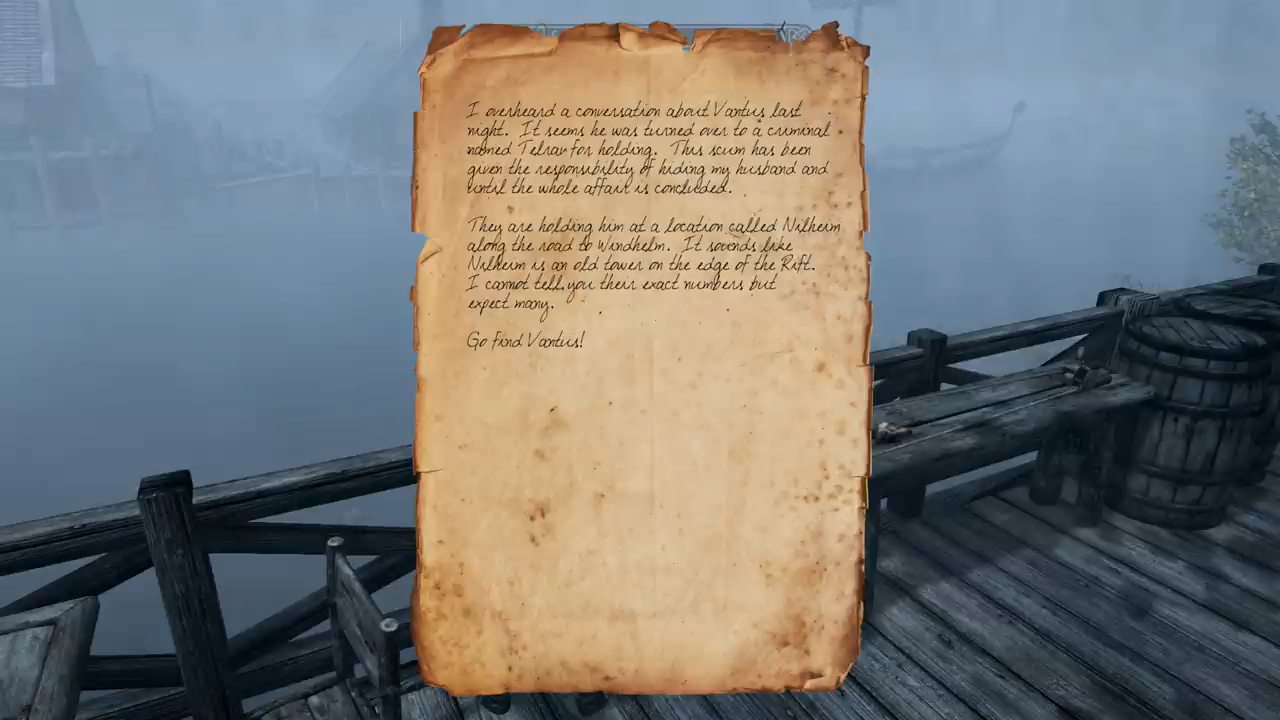 I overheard a conversation about Vantus last
night. It seems he was turned over to a criminal
named Telrav for holding. This scum has been
given the responsibility of hiding my husband and
until the whole affair is concluded.
They are holding him at a location called Nilheim
along the road to Windhelm. It sounds like
Nilheim is an old tower on the edge of the Rift.
I cannot tell you their exact numbers but
expect many.
Go find Vantus!